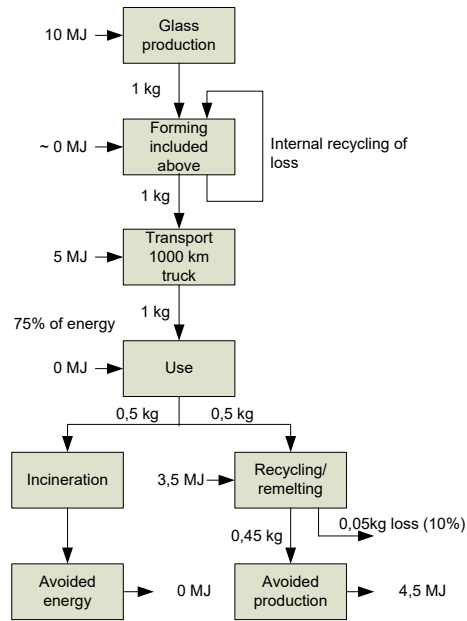 Glass
production
10 MJ
1 kg
Forming
included
above
~ 0 MJ
Internal recycling of
loss
1 kg
Transport
1000 km
truck
5 MJ
1 kg
75% of energy
Use
0 MJ
0,5 kg
0,5 kg
Incineration
3,5 MJ
Recycling/
remelting
0,05kg loss (10%)
0,45 kg
Avoided
energy
0 MJ
Avoided
production
4,5 MJ